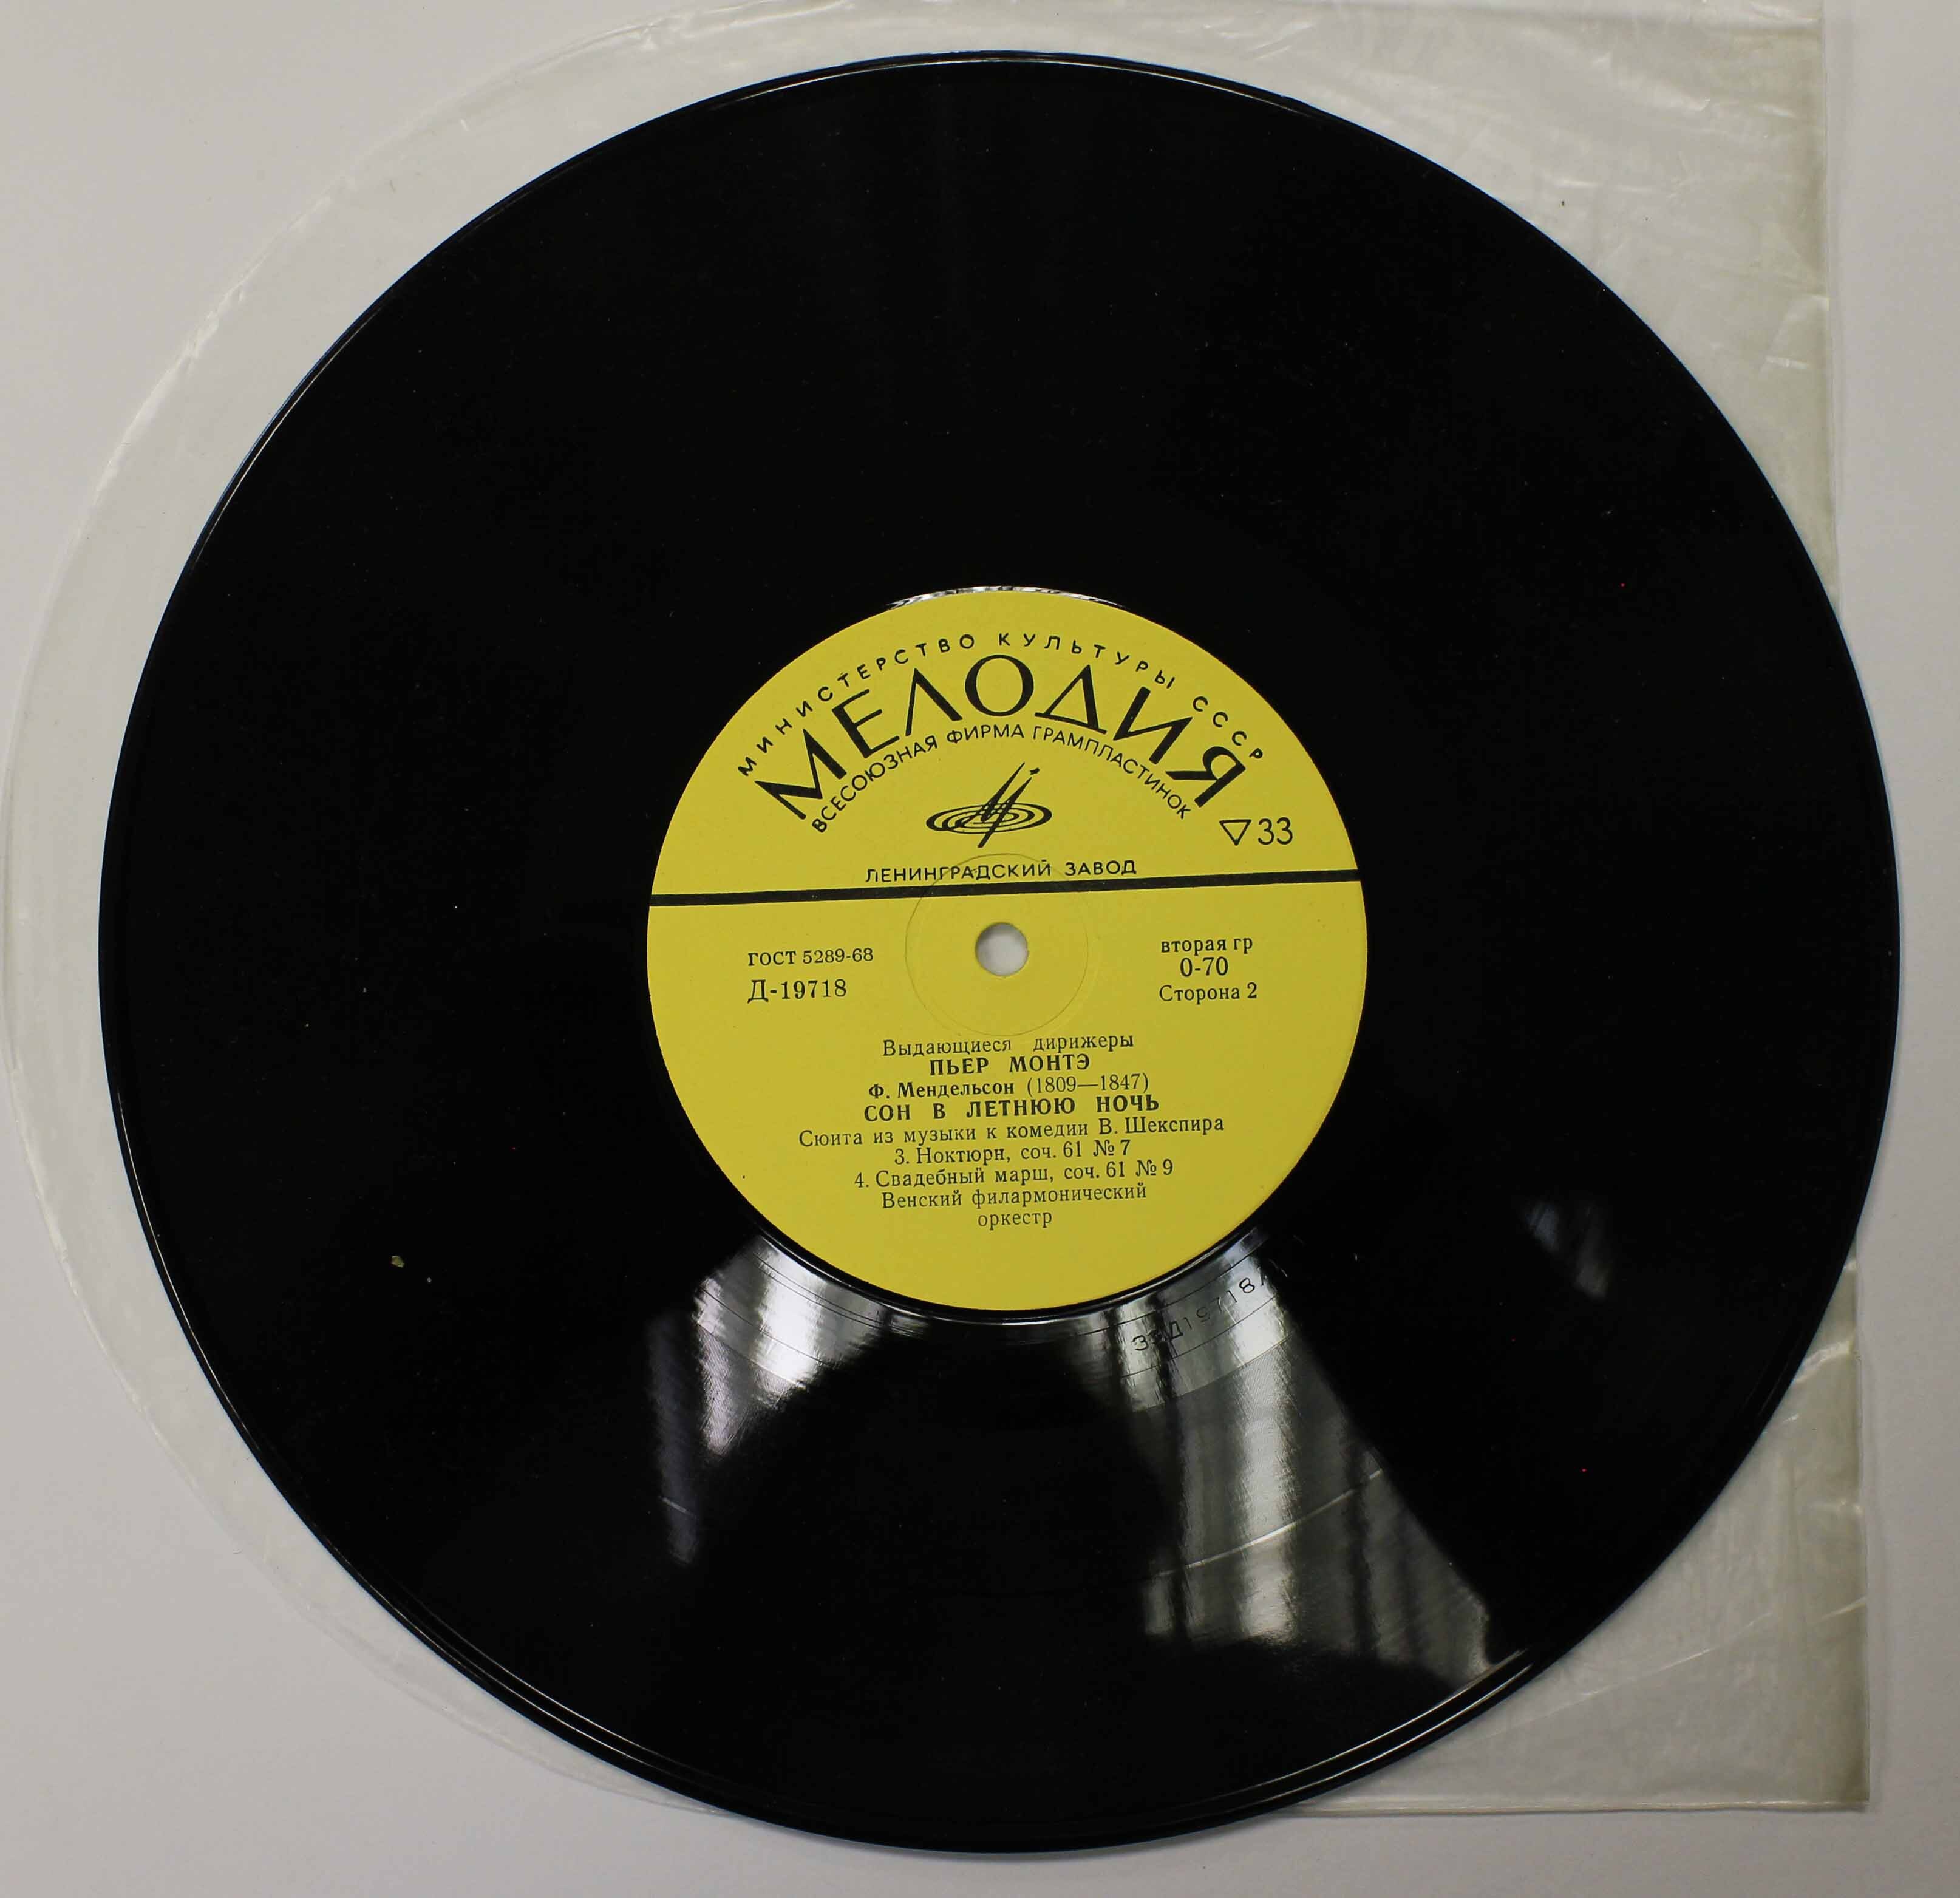 МИНИСТЕРСТВО КУЛЬТУРЫ СССР
МЕЛОДИЯ
ВСЕСОЮЗНАЯ ФИРМА ГРАМПЛАСТИНОК
33
ЛЕНИНГРАДСКИЙ ЗАВОД
ГОСТ 5289-68
Д-19718
вторая гр
0-70
Сторона 2
Выдающиеся дирижеры
ПЬЕР МОНТЭ
Ф. Мендельсон (1809—1847)
СОН В ЛЕТНЮЮ НОЧЬ
Сюита из музыки к комедии В. Шекспира
3. Ноктюрн, соч. 61 № 7
4. Свадебный марш, соч. 61 № 9
Венский филармонический
оркестр